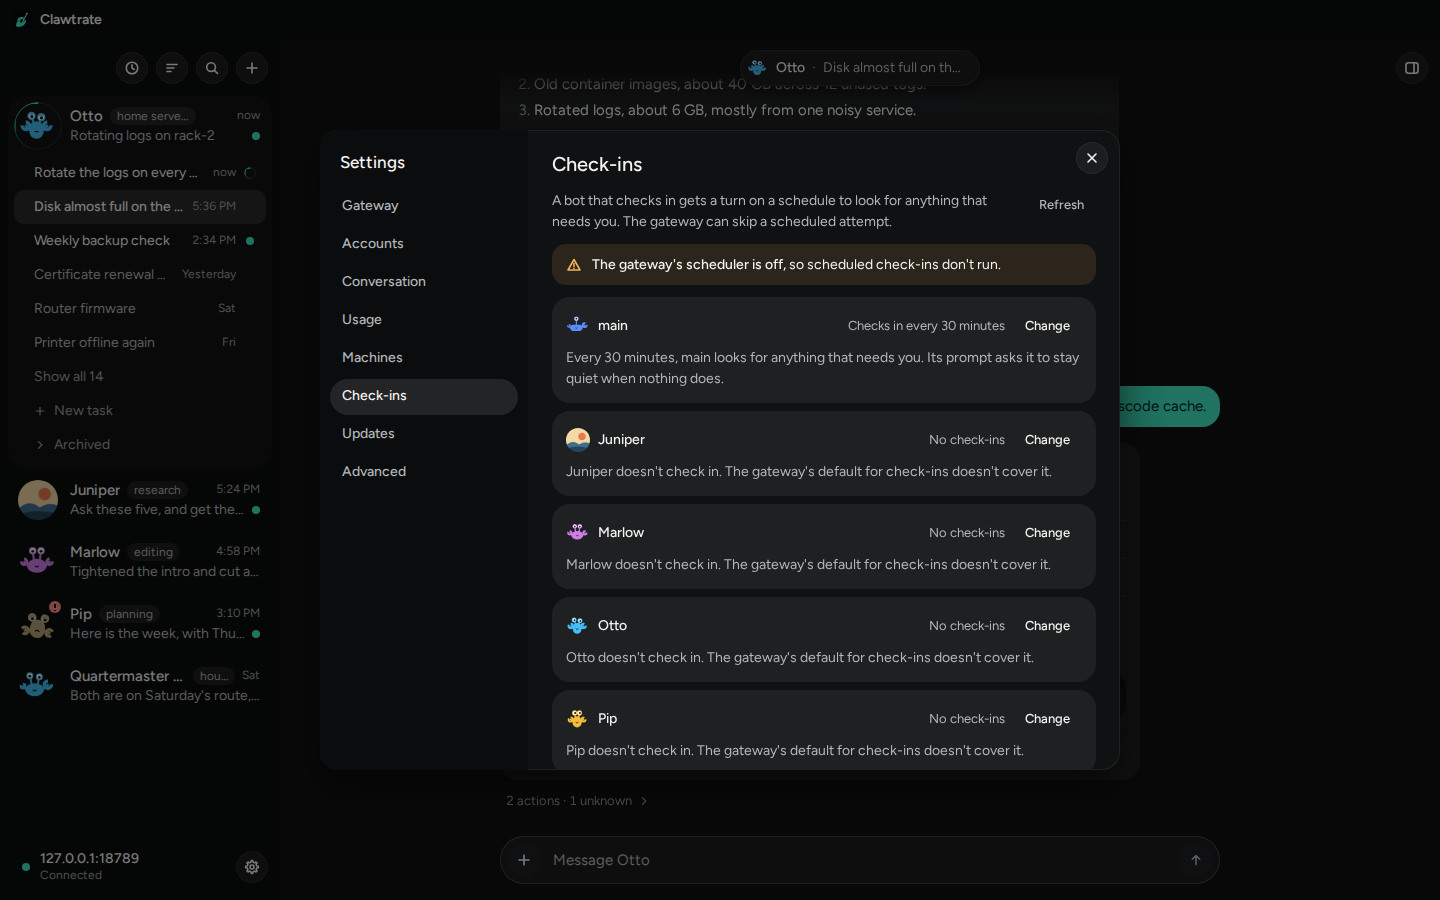 Clawtrate
Otto home serve... now
Rotating logs on rack-2
Rotate the logs on every ... now
Disk almost full on the ... 5:36 PM
Weekly backup check 2:34 PM
Certificate renewal ... Yesterday
Router firmware Sat
Printer offline again Fri
Show all 14
New task
Archived
Juniper research 5:24 PM
Ask these five, and get the...
Marlow editing 4:58 PM
Tightened the intro and cut a...
Pip planning 3:10 PM
Here is the week, with Thu...
Quartermaster ... hou... Sat
Both are on Saturday's route,...
127.0.0.1:18789
Connected
Otto · Disk almost full on th...
2. Old container images, about 40 GB across 12 unused tags.
3. Rotated logs, about 6 GB, mostly from one noisy service.
Settings
Gateway
Accounts
Conversation
Usage
Machines
Check-ins
Updates
Advanced
Check-ins
A bot that checks in gets a turn on a schedule to look for anything that
needs you. The gateway can skip a scheduled attempt.
Refresh
The gateway's scheduler is off, so scheduled check-ins don't run.
main Checks in every 30 minutes Change
Every 30 minutes, main looks for anything that needs you. Its prompt asks it to stay
quiet when nothing does.
Juniper No check-ins Change
Juniper doesn't check in. The gateway's default for check-ins doesn't cover it.
Marlow No check-ins Change
Marlow doesn't check in. The gateway's default for check-ins doesn't cover it.
Otto No check-ins Change
Otto doesn't check in. The gateway's default for check-ins doesn't cover it.
Pip No check-ins Change
Pip doesn't check in. The gateway's default for check-ins doesn't cover it.
scode cache.
2 actions · 1 unknown
Message Otto